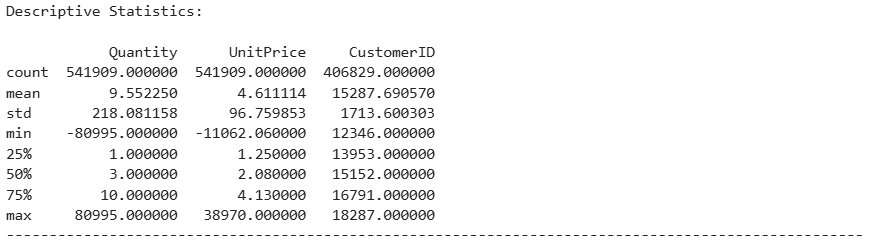 Descriptive Statistics:
Quantity UnitPrice CustomerID
count 541909.000000 541909.000000 406829.000000
mean 9.552250 4.611114 15287.690570
std 218.081158 96.759853 1713.600303
min -80995.000000 -11062.060000 12346.000000
25% 1.000000 1.250000 13953.000000
50% 3.000000 2.080000 15152.000000
75% 10.000000 4.130000 16791.000000
max 80995.000000 38970.000000 18287.000000
----------------------------------------------------------------------------------------------------